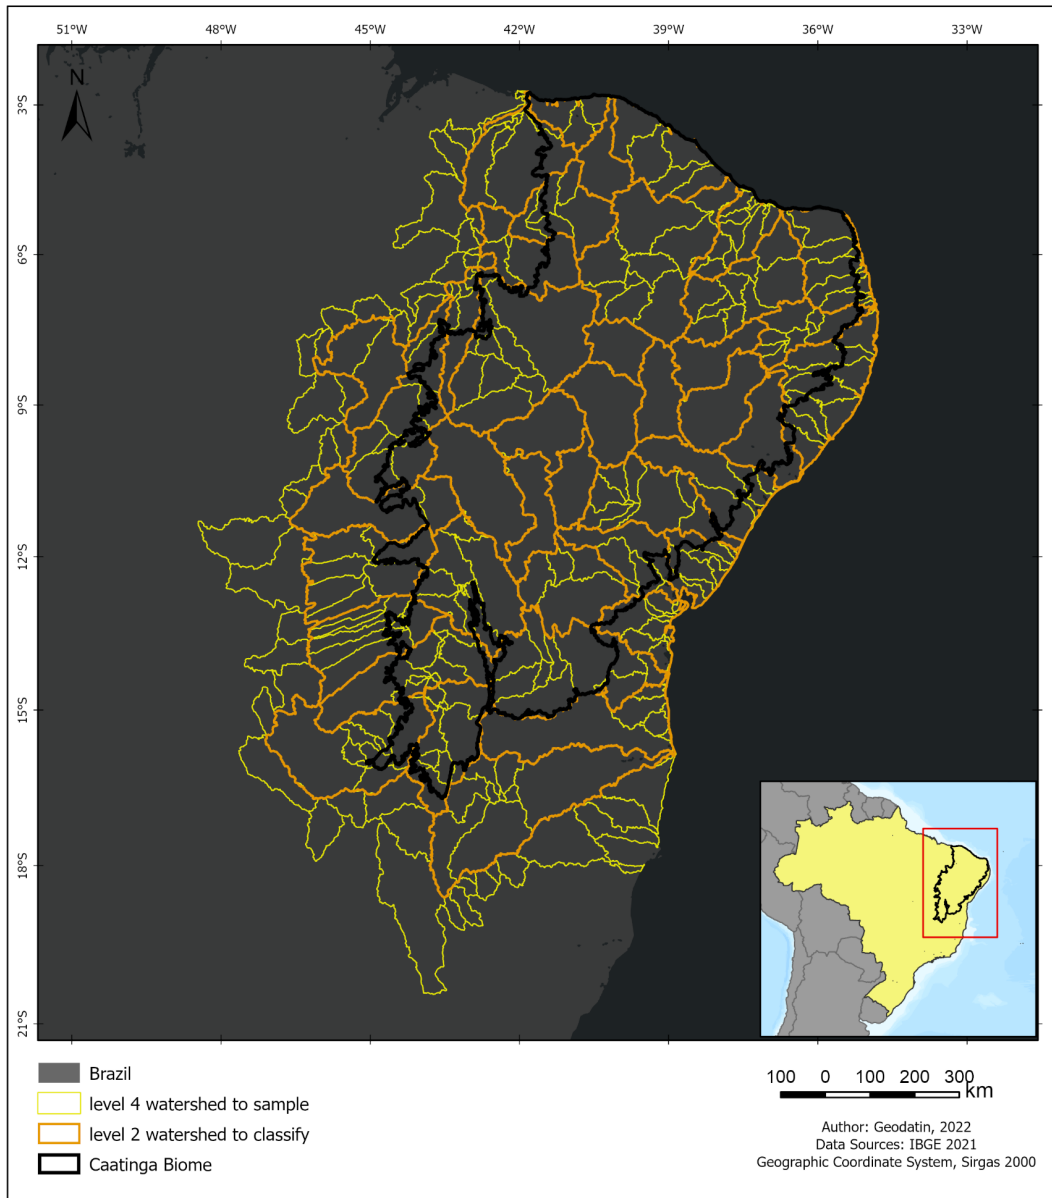 51°W 48°W 45°W 42°W 39°W 36°W 33°W
N
3°S
6°S
9°S
12°S
15°S
18°S
21°S
Brazil
level 4 watershed to sample
level 2 watershed to classify
Caatinga Biome
100 0 100 200 300 km
Author: Geodatin, 2022
Data Sources: IBGE 2021
Geographic Coordinate System, Sirgas 2000